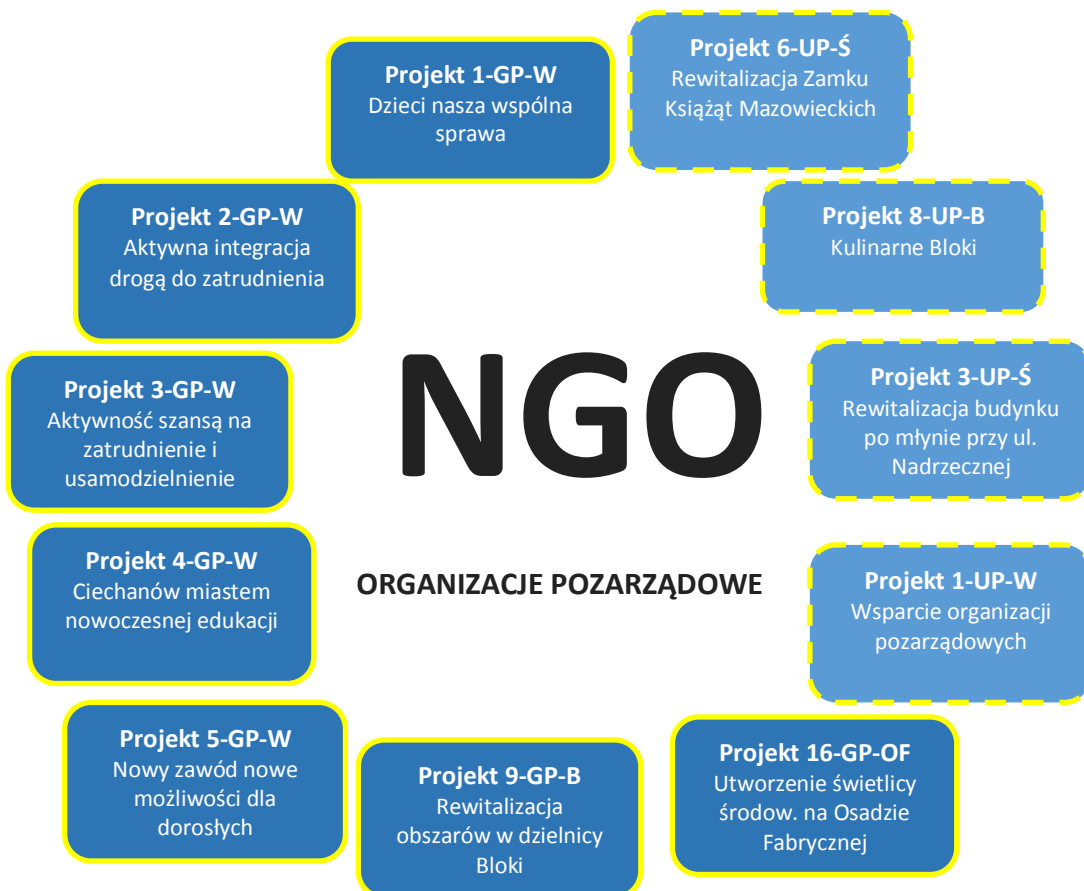 Projekt 6-UP-Ś
Rewitalizacja Zamku
Książąt Mazowieckich
Projekt 1-GP-W
Dzieci nasza wspólna
sprawa
Projekt 2-GP-W
Aktywna integracja
drogą do zatrudnienia
Projekt 8-UP-B
Kulinarne Bloki
Projekt 3-GP-W
Aktywność szansą na
zatrudnienie i
usamodzielnienie
NGO
Projekt 3-UP-Ś
Rewitalizacja budynku
po młynie przy ul.
Nadrzecznej
Projekt 4-GP-W
Ciechanów miastem
nowoczesnej edukacji
ORGANIZACJE POZARZĄDOWE
Projekt 1-UP-W
Wsparcie organizacji
pozarządowych
Projekt 5-GP-W
Nowy zawód nowe
możliwości dla
dorosłych
Projekt 9-GP-B
Rewitalizacja
obszarów w dzielnicy
Bloki
Projekt 16-GP-OF
Utworzenie świetlicy
środow. na Osadzie
Fabrycznej